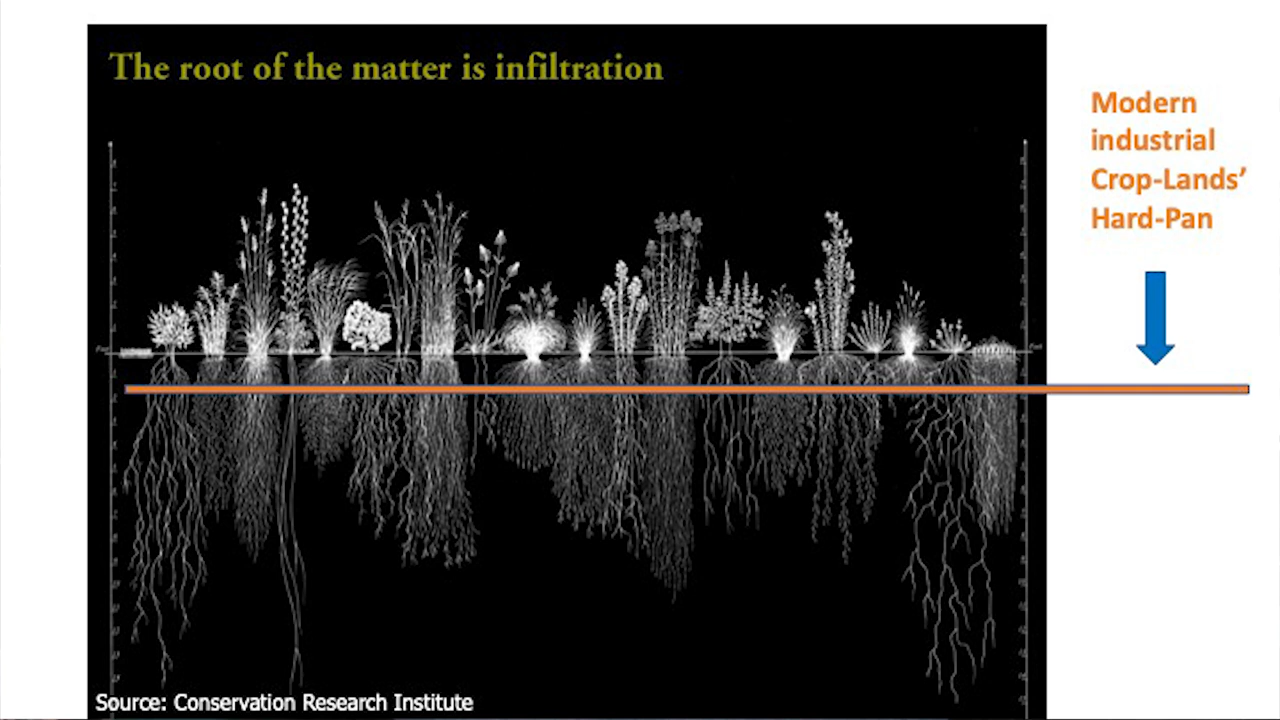 The root of the matter is infiltration
Modern
industrial
Crop-Lands’
Hard-Pan
Source: Conservation Research Institute